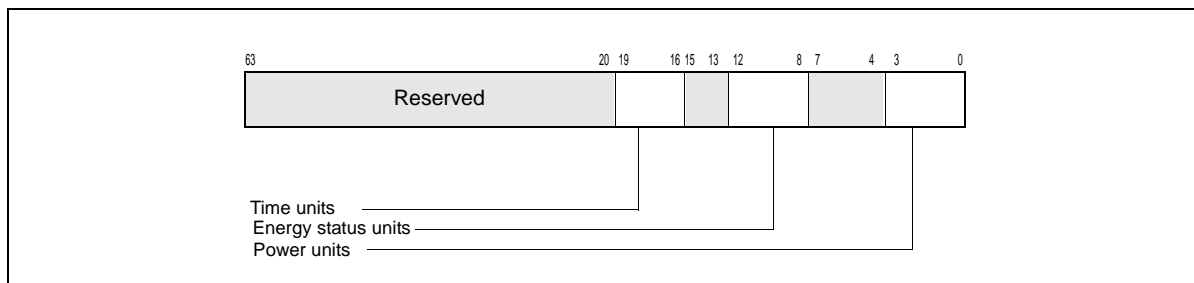 63 20 19 16 15 13 12 8 7 4 3 0
Reserved
Time units
Energy status units
Power units